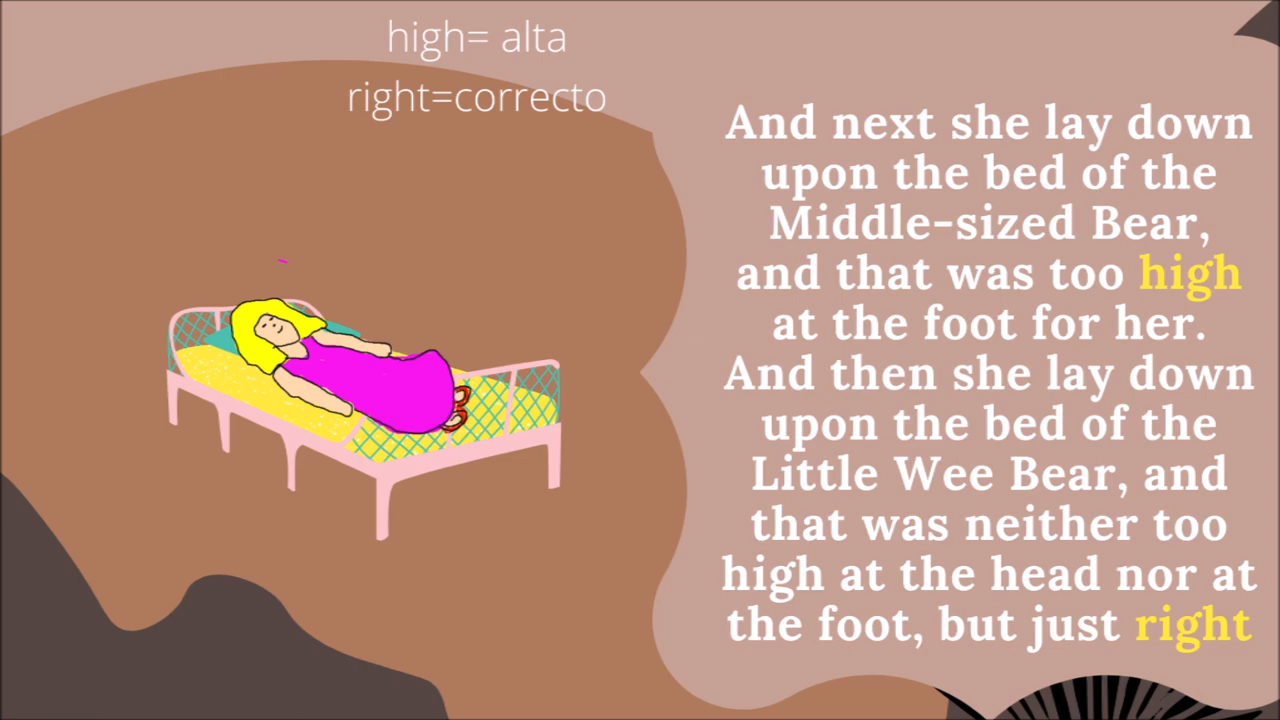 high= alta
right=correcto
And next she lay down
upon the bed of the
Middle-sized Bear,
and that was too high
at the foot for her.
And then she lay down
upon the bed of the
Little Wee Bear, and
that was neither too
high at the head nor at
the foot, but just right